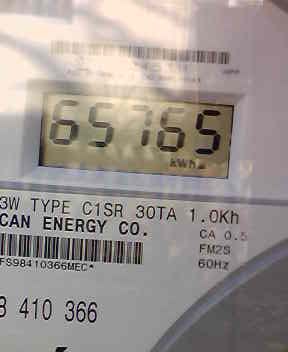 65765
kWh
3W TYPE C1SR 30TA 1.0Kh
CAN ENERGY CO.
CA 0.5
FM2S
FS98410366MEC*
60Hz
8 410 366